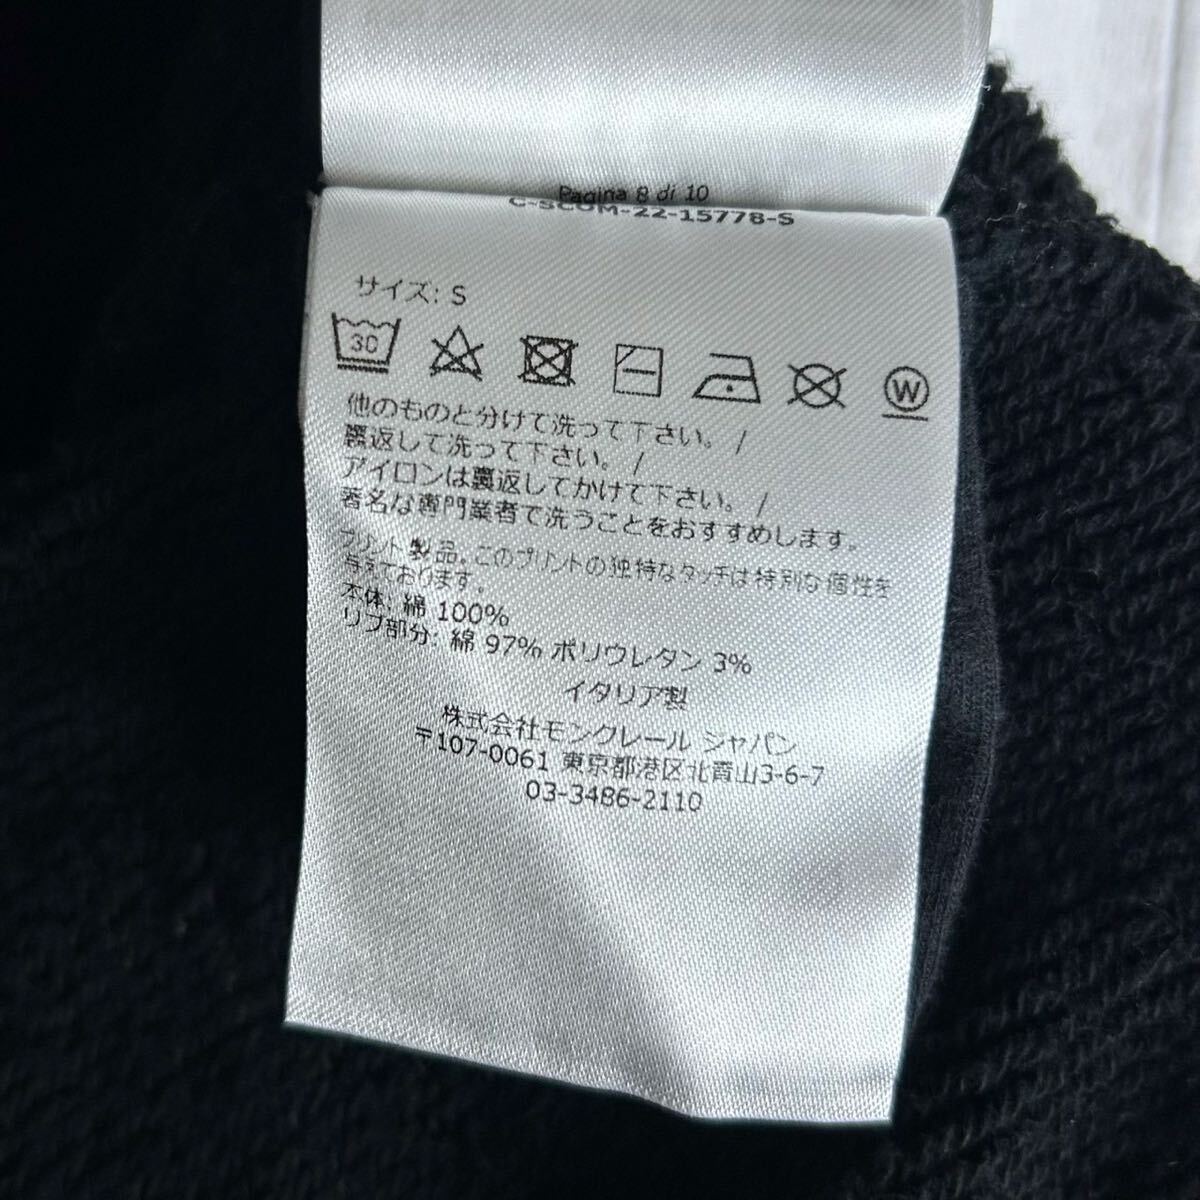 Pagina 8 di 10
C-SCOM-22-15778-S
サイズ: S
30
W
他のものと分けて洗って下さい。 /
裏返して洗って下さい。 /
アイロンは裏返してかけて下さい。 /
著名な専門業者で洗うことをおすすめします。
プリント製品。このプリントの独特なタッチは特別な個性を
与えております。
本体: 綿 100%
リブ部分: 綿 97% ポリウレタン 3%
イタリア製
株式会社モンクレール ジャパン
〒107-0061 東京都港区北青山3-6-7
03-3486-2110